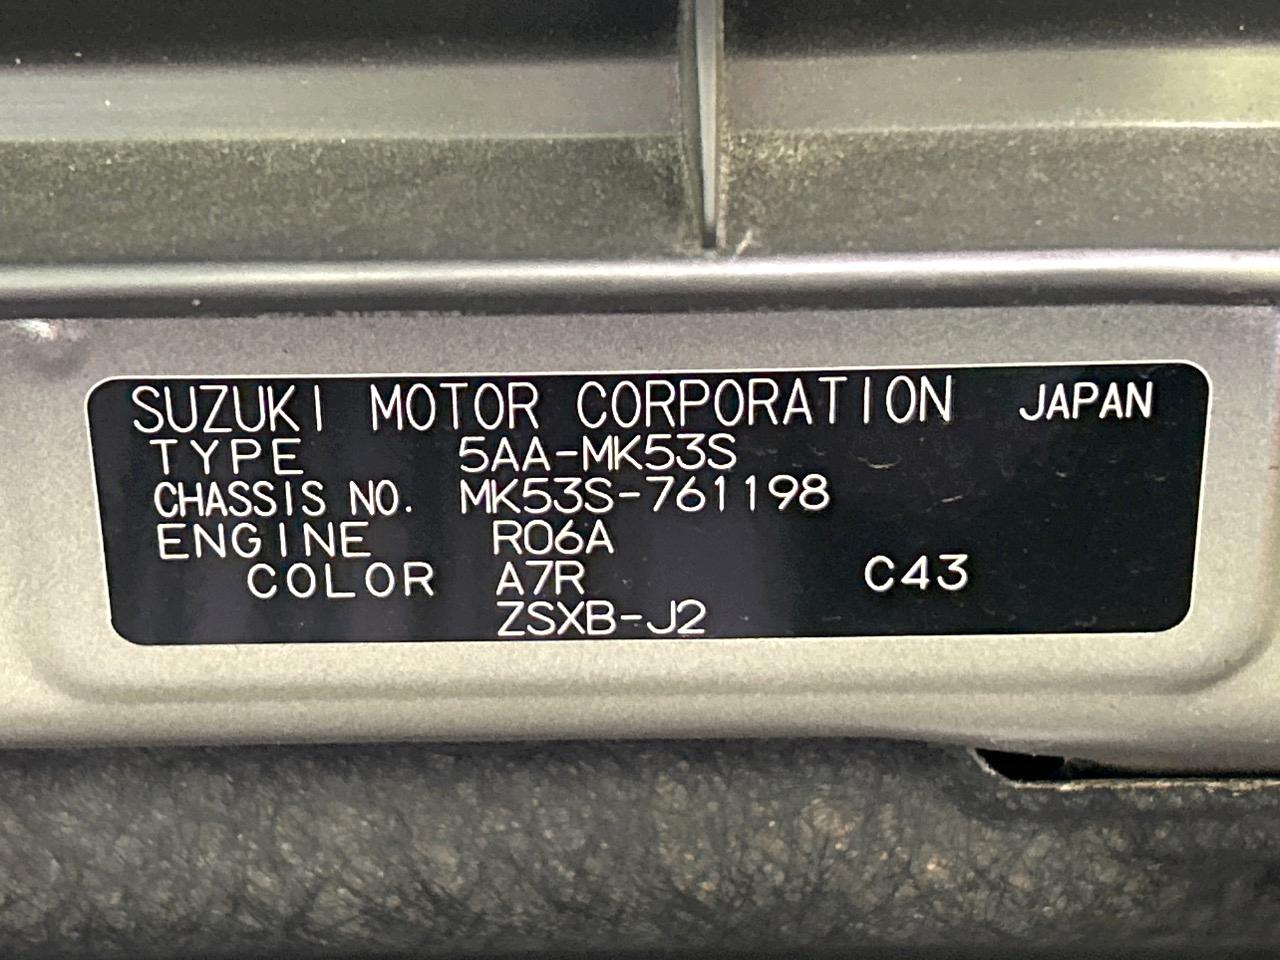 SUZUKI MOTOR CORPORATION JAPAN
TYPE 5AA-MK53S
CHASSIS NO. MK53S-761198
ENGINE R06A
COLOR A7R C43
ZSXB-J2